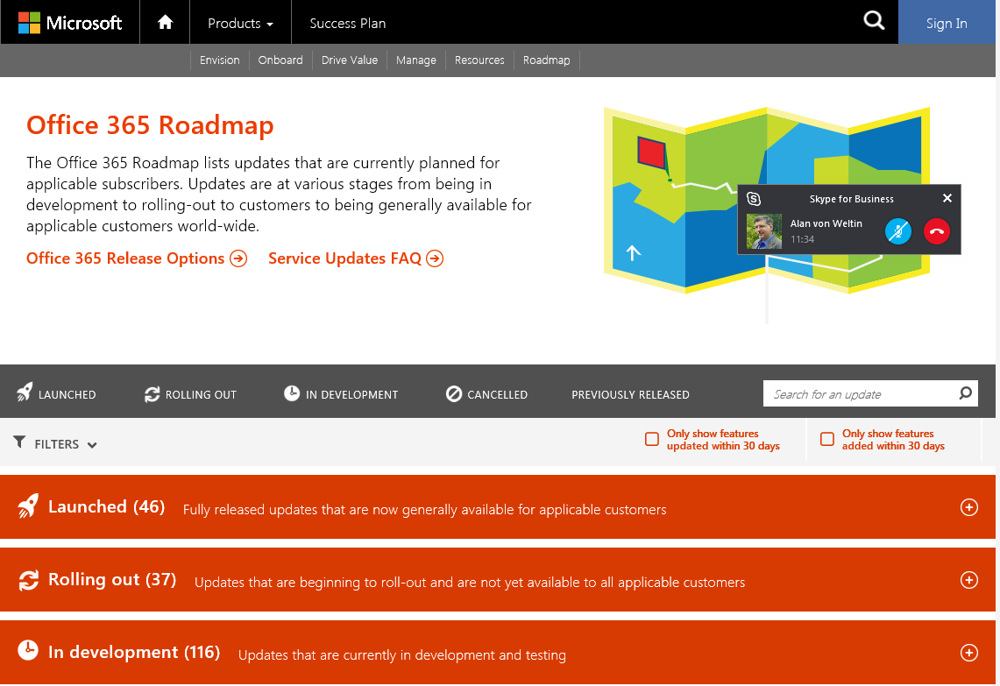 Microsoft
Products
Success Plan
Sign In
Envision
Onboard
Drive Value
Manage
Resources
Roadmap
Office 365 Roadmap
The Office 365 Roadmap lists updates that are currently planned for
applicable subscribers. Updates are at various stages from being in
development to rolling-out to customers to being generally available for
applicable customers world-wide.
Office 365 Release Options
Service Updates FAQ
Skype for Business
Alan von Weltin
11:34
LAUNCHED
ROLLING OUT
IN DEVELOPMENT
CANCELLED
PREVIOUSLY RELEASED
Search for an update
FILTERS
Only show features
updated within 30 days
Only show features
added within 30 days
Launched (46) Fully released updates that are now generally available for applicable customers
Rolling out (37) Updates that are beginning to roll-out and are not yet available to all applicable customers
In development (116) Updates that are currently in development and testing